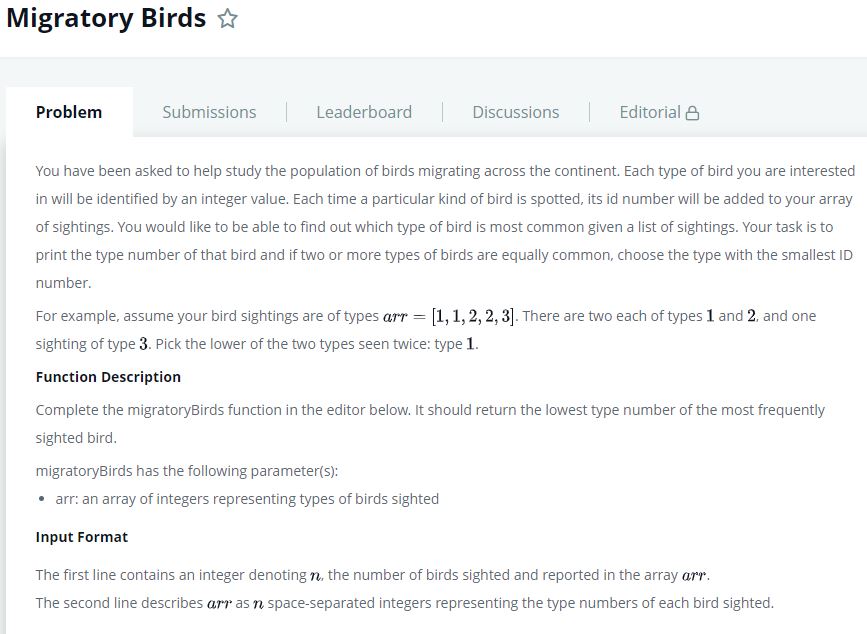 Migratory Birds
Problem
Submissions
Leaderboard
Discussions
Editorial
You have been asked to help study the population of birds migrating across the continent. Each type of bird you are interested
in will be identified by an integer value. Each time a particular kind of bird is spotted, its id number will be added to your array
of sightings. You would like to be able to find out which type of bird is most common given a list of sightings. Your task is to
print the type number of that bird and if two or more types of birds are equally common, choose the type with the smallest ID
number.
For example, assume your bird sightings are of types arr = [1, 1, 2, 2, 3]. There are two each of types 1 and 2, and one
sighting of type 3. Pick the lower of the two types seen twice: type 1.
Function Description
Complete the migratoryBirds function in the editor below. It should return the lowest type number of the most frequently
sighted bird.
migratoryBirds has the following parameter(s):
• arr: an array of integers representing types of birds sighted
Input Format
The first line contains an integer denoting n, the number of birds sighted and reported in the array arr.
The second line describes arr as n space-separated integers representing the type numbers of each bird sighted.